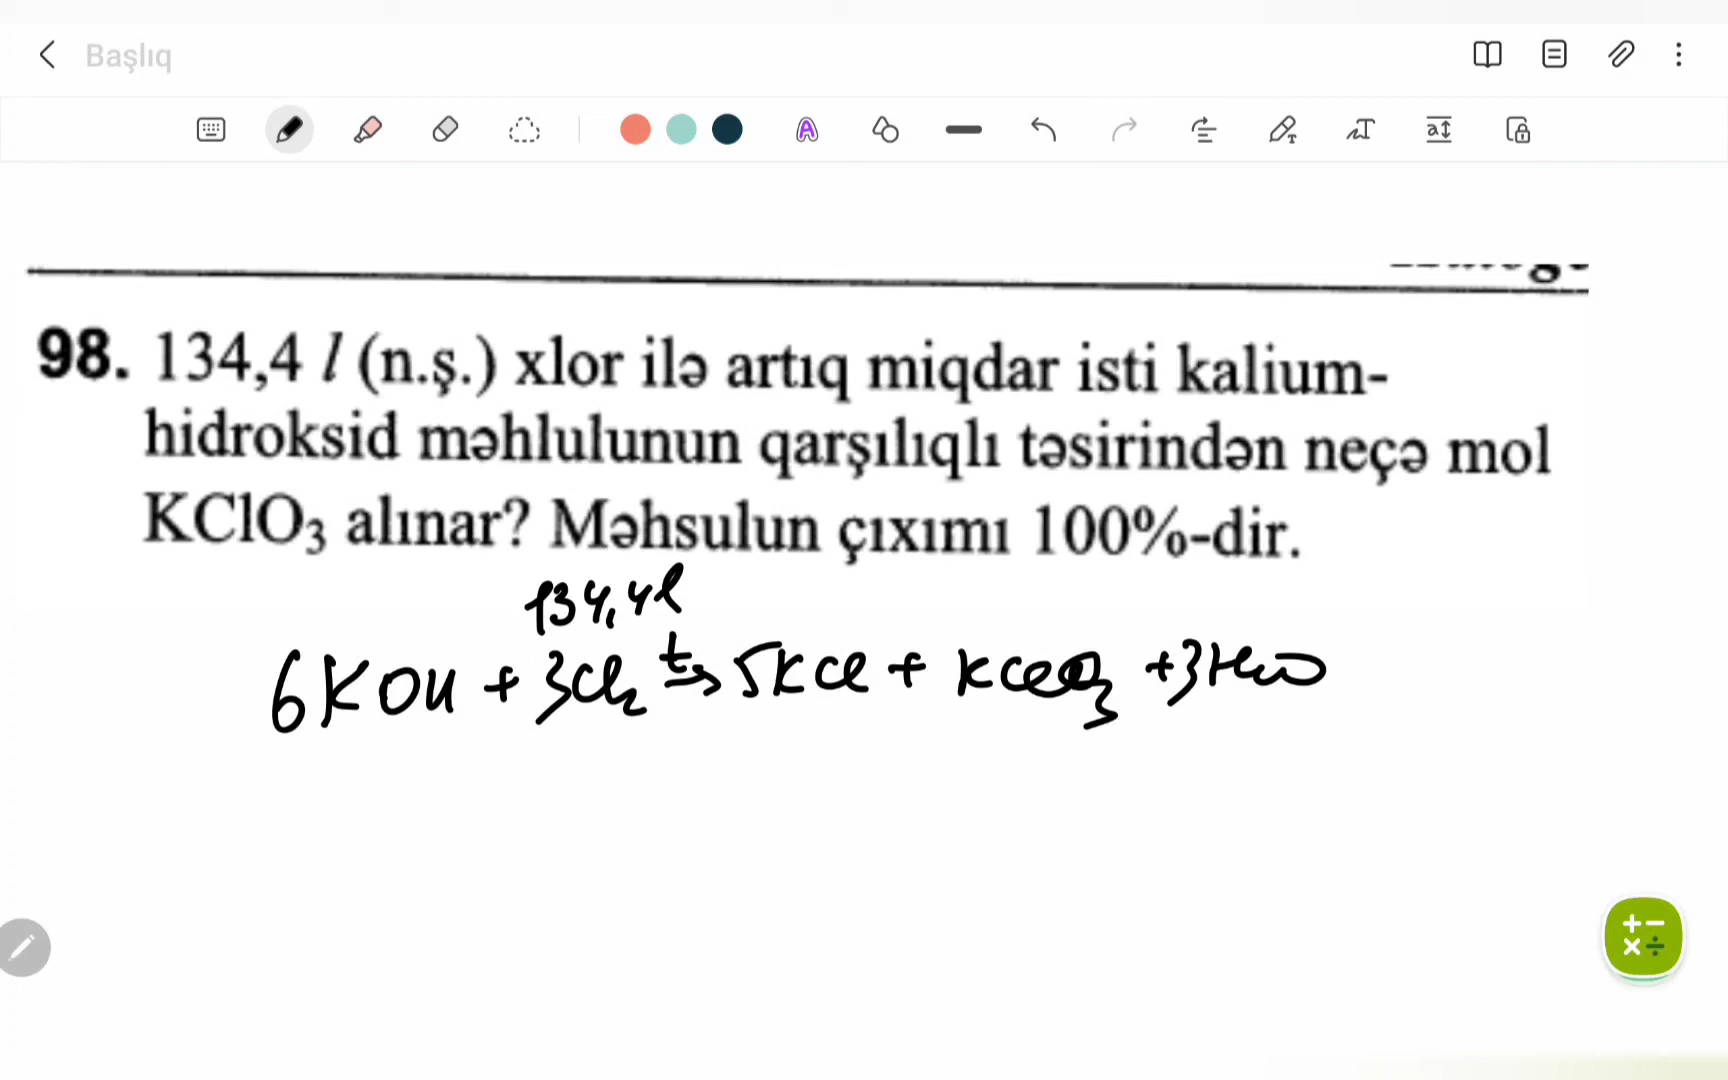 Başlıq
98. 134,4 l (n.ş.) xlor ilə artıq miqdar isti kalium-
hidroksid məhlulunun qarşılıqlı təsirindən neçə mol
KClO₃ alınar? Məhsulun çıxımı 100%-dir.
134,4l
6KOH + 3Cl₂ t→ 5KCl + KClO₃ + 3H₂O